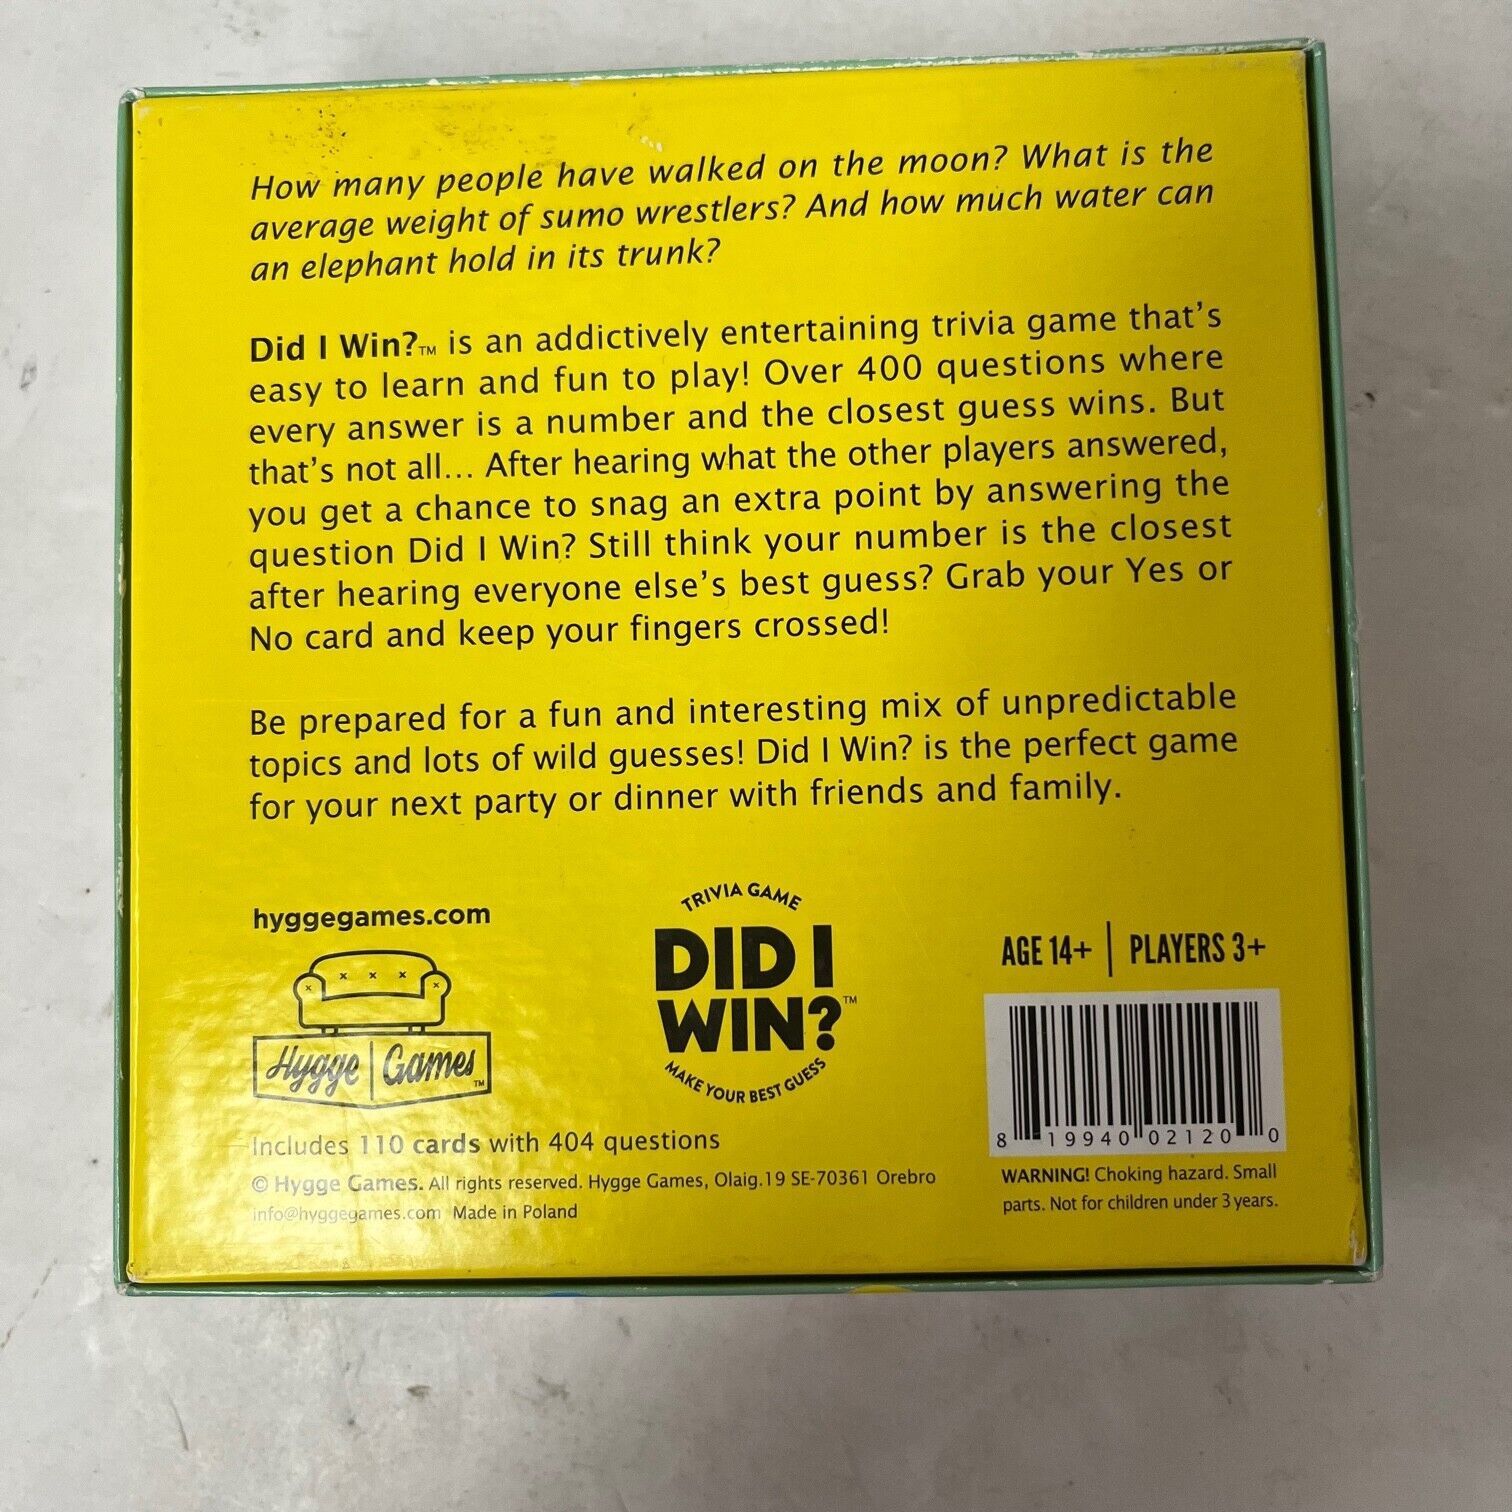 How many people have walked on the moon? What is the
average weight of sumo wrestlers? And how much water can
an elephant hold in its trunk?
Did I Win?™ is an addictively entertaining trivia game that's
easy to learn and fun to play! Over 400 questions where
every answer is a number and the closest guess wins. But
that's not all... After hearing what the other players answered,
you get a chance to snag an extra point by answering the
question Did I Win? Still think your number is the closest
after hearing everyone else's best guess? Grab your Yes or
No card and keep your fingers crossed!
Be prepared for a fun and interesting mix of unpredictable
topics and lots of wild guesses! Did I Win? is the perfect game
for your next party or dinner with friends and family.
hyggegames.com
Hygge Games™
TRIVIA GAME
DID I
WIN?™
MAKE YOUR BEST GUESS
AGE 14+ | PLAYERS 3+
8 19940 02120 0
Includes 110 cards with 404 questions
© Hygge Games. All rights reserved. Hygge Games, Olaig.19 SE-70361 Orebro
info@hyggegames.com Made in Poland
WARNING! Choking hazard. Small
parts. Not for children under 3 years.